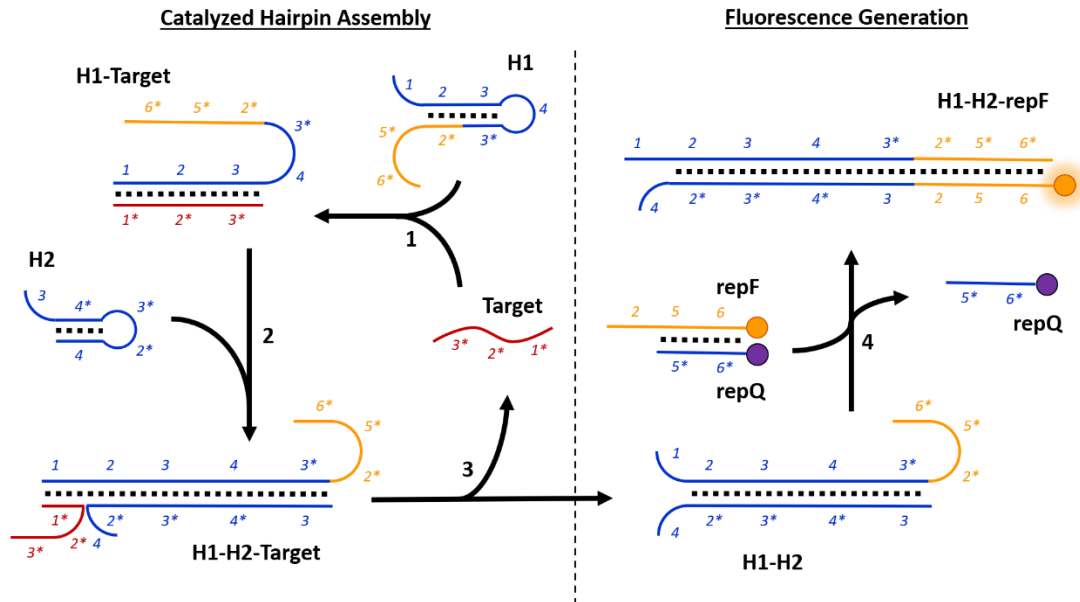 Catalyzed Hairpin Assembly
Fluorescence Generation
H1-Target
6* 5* 2*
3*
4
1 2 3
1* 2* 3*
H1
1 2 3
4
5* 2* 3*
6*
1
H2
3 4* 3*
4 2*
2
Target
3* 2* 1*
6*
5*
1 2 3 4 3* 2*
1* 2* 3* 4* 3
3* 2* 4
H1-H2-Target
3
H1-H2-repF
1 2 3 4 3* 2* 5* 6*
4 2* 3* 4* 3 2 5 6
repF
2 5 6
5* 6*
repQ
4
5* 6*
repQ
6*
5*
1 2 3 4 3* 2*
4 2* 3* 4* 3
H1-H2